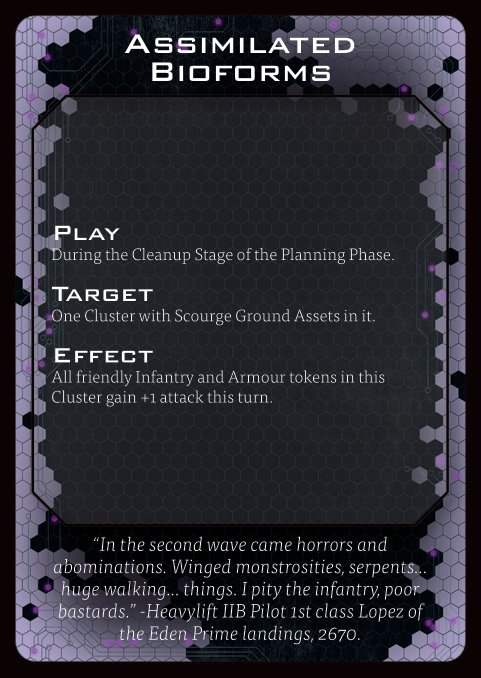 Assimilated
Bioforms
Play
During the Cleanup Stage of the Planning Phase.
Target
One Cluster with Scourge Ground Assets in it.
Effect
All friendly Infantry and Armour tokens in this
Cluster gain +1 attack this turn.
“In the second wave came horrors and
abominations. Winged monstrosities, serpents...
huge walking... things. I pity the infantry, poor
bastards.” -Heavylift IIB Pilot 1st class Lopez of
the Eden Prime landings, 2670.